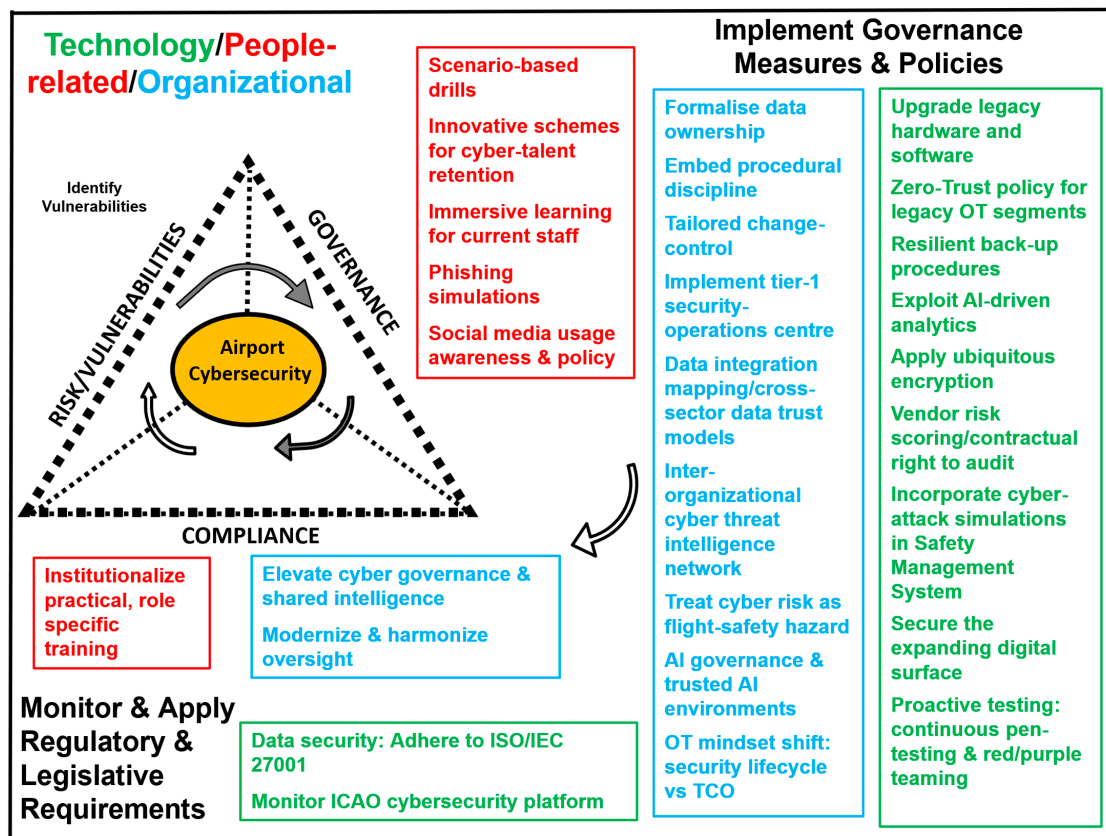 Technology/People-
related/Organizational
Identify
Vulnerabilities
RISK/VULNERABILITIES
GOVERNANCE
Airport
Cybersecurity
COMPLIANCE
Scenario-based
drills
Innovative schemes
for cyber-talent
retention
Immersive learning
for current staff
Phishing
simulations
Social media usage
awareness & policy
Implement Governance
Measures & Policies
Formalise data
ownership
Embed procedural
discipline
Tailored change-
control
Implement tier-1
security-
operations centre
Data integration
mapping/cross-
sector data trust
models
Inter-
organizational
cyber threat
intelligence
network
Treat cyber risk as
flight-safety hazard
AI governance &
trusted AI
environments
OT mindset shift:
security lifecycle
vs TCO
Upgrade legacy
hardware and
software
Zero-Trust policy for
legacy OT segments
Resilient back-up
procedures
Exploit AI-driven
analytics
Apply ubiquitous
encryption
Vendor risk
scoring/contractual
right to audit
Incorporate cyber-
attack simulations
in Safety
Management
System
Secure the
expanding digital
surface
Proactive testing:
continuous pen-
testing & red/purple
teaming
Institutionalize
practical, role
specific
training
Elevate cyber governance &
shared intelligence
Modernize & harmonize
oversight
Monitor & Apply
Regulatory &
Legislative
Requirements
Data security: Adhere to ISO/IEC
27001
Monitor ICAO cybersecurity platform